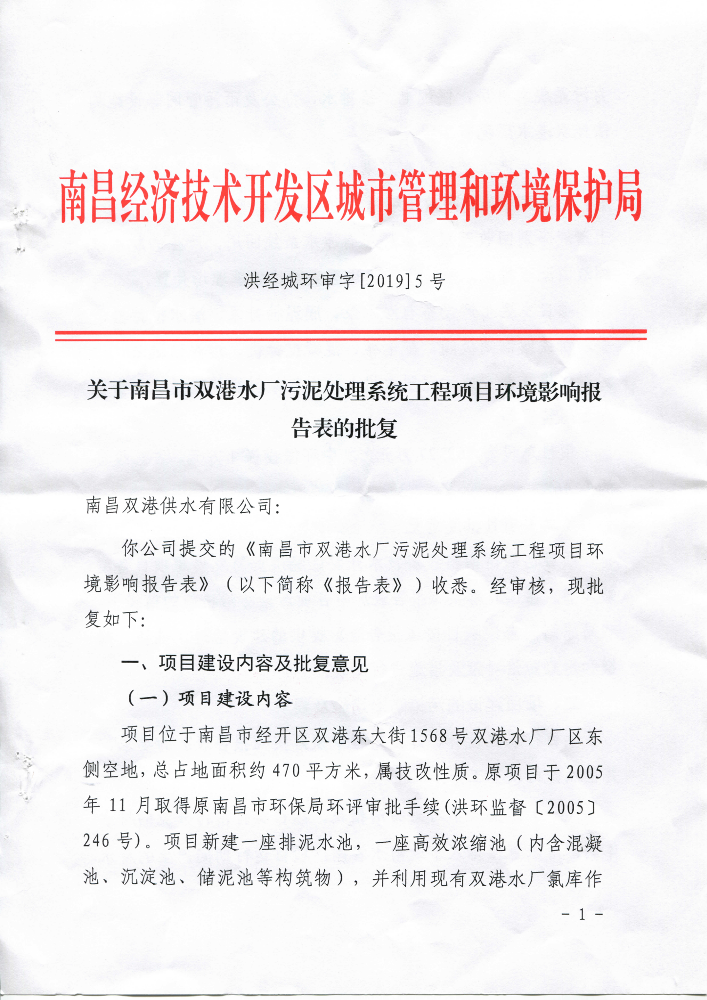 南昌经济技术开发区城市管理和环境保护局
洪经城环审字[2019]5号
关于南昌市双港水厂污泥处理系统工程项目环境影响报
告表的批复
南昌双港供水有限公司：
你公司提交的《南昌市双港水厂污泥处理系统工程项目环
境影响报告表》（以下简称《报告表》）收悉。经审核，现批
复如下：
一、项目建设内容及批复意见
（一）项目建设内容
项目位于南昌市经开区双港东大街1568号双港水厂厂区东
侧空地，总占地面积约 470 平方米，属技改性质。原项目于 2005
年 11 月取得原南昌市环保局环评审批手续(洪环监督〔2005〕
246 号)。项目新建一座排泥水池，一座高效浓缩池（内含混凝
池、沉淀池、储泥池等构筑物），并利用现有双港水厂氯库作
- 1 -